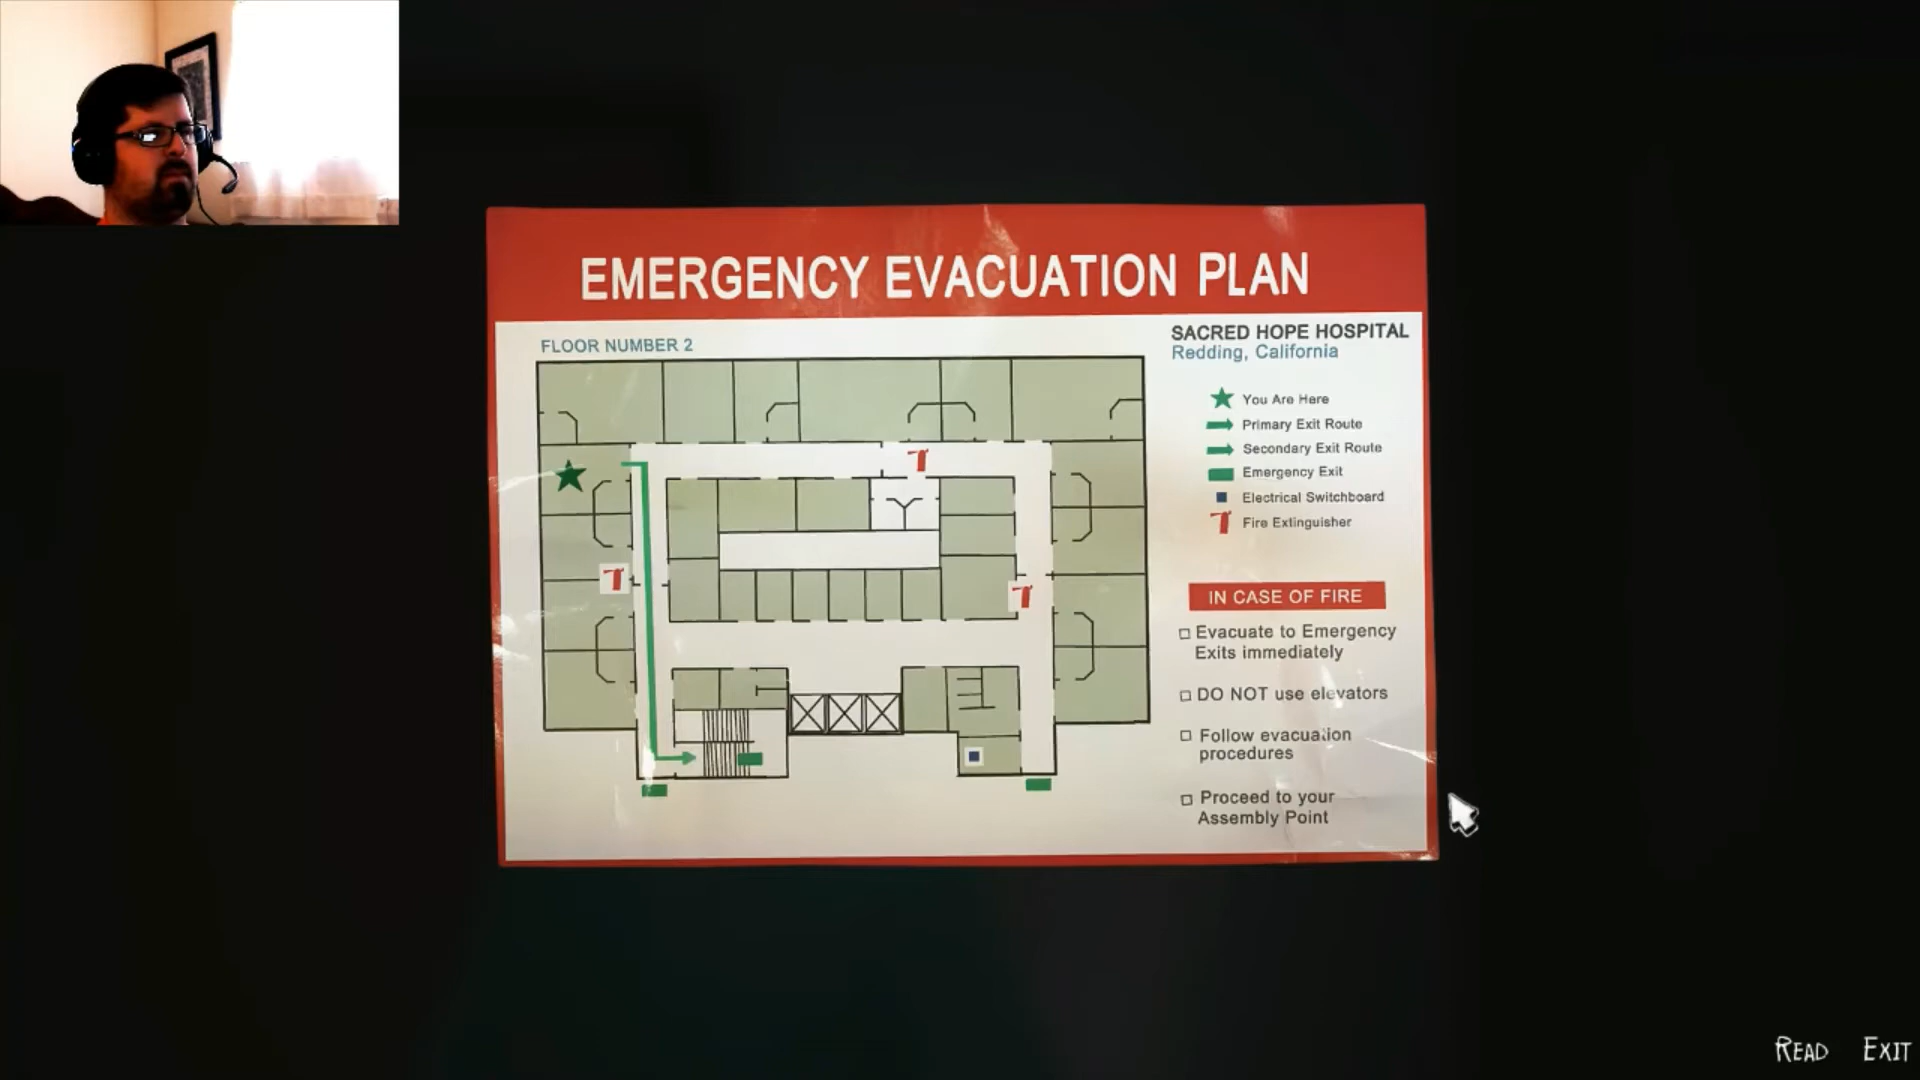 EMERGENCY EVACUATION PLAN
FLOOR NUMBER 2
SACRED HOPE HOSPITAL
Redding, California
You Are Here
Primary Exit Route
Secondary Exit Route
Emergency Exit
Electrical Switchboard
Fire Extinguisher
IN CASE OF FIRE
Evacuate to Emergency
Exits immediately
DO NOT use elevators
Follow evacuation
procedures
Proceed to your
Assembly Point
READ EXIT